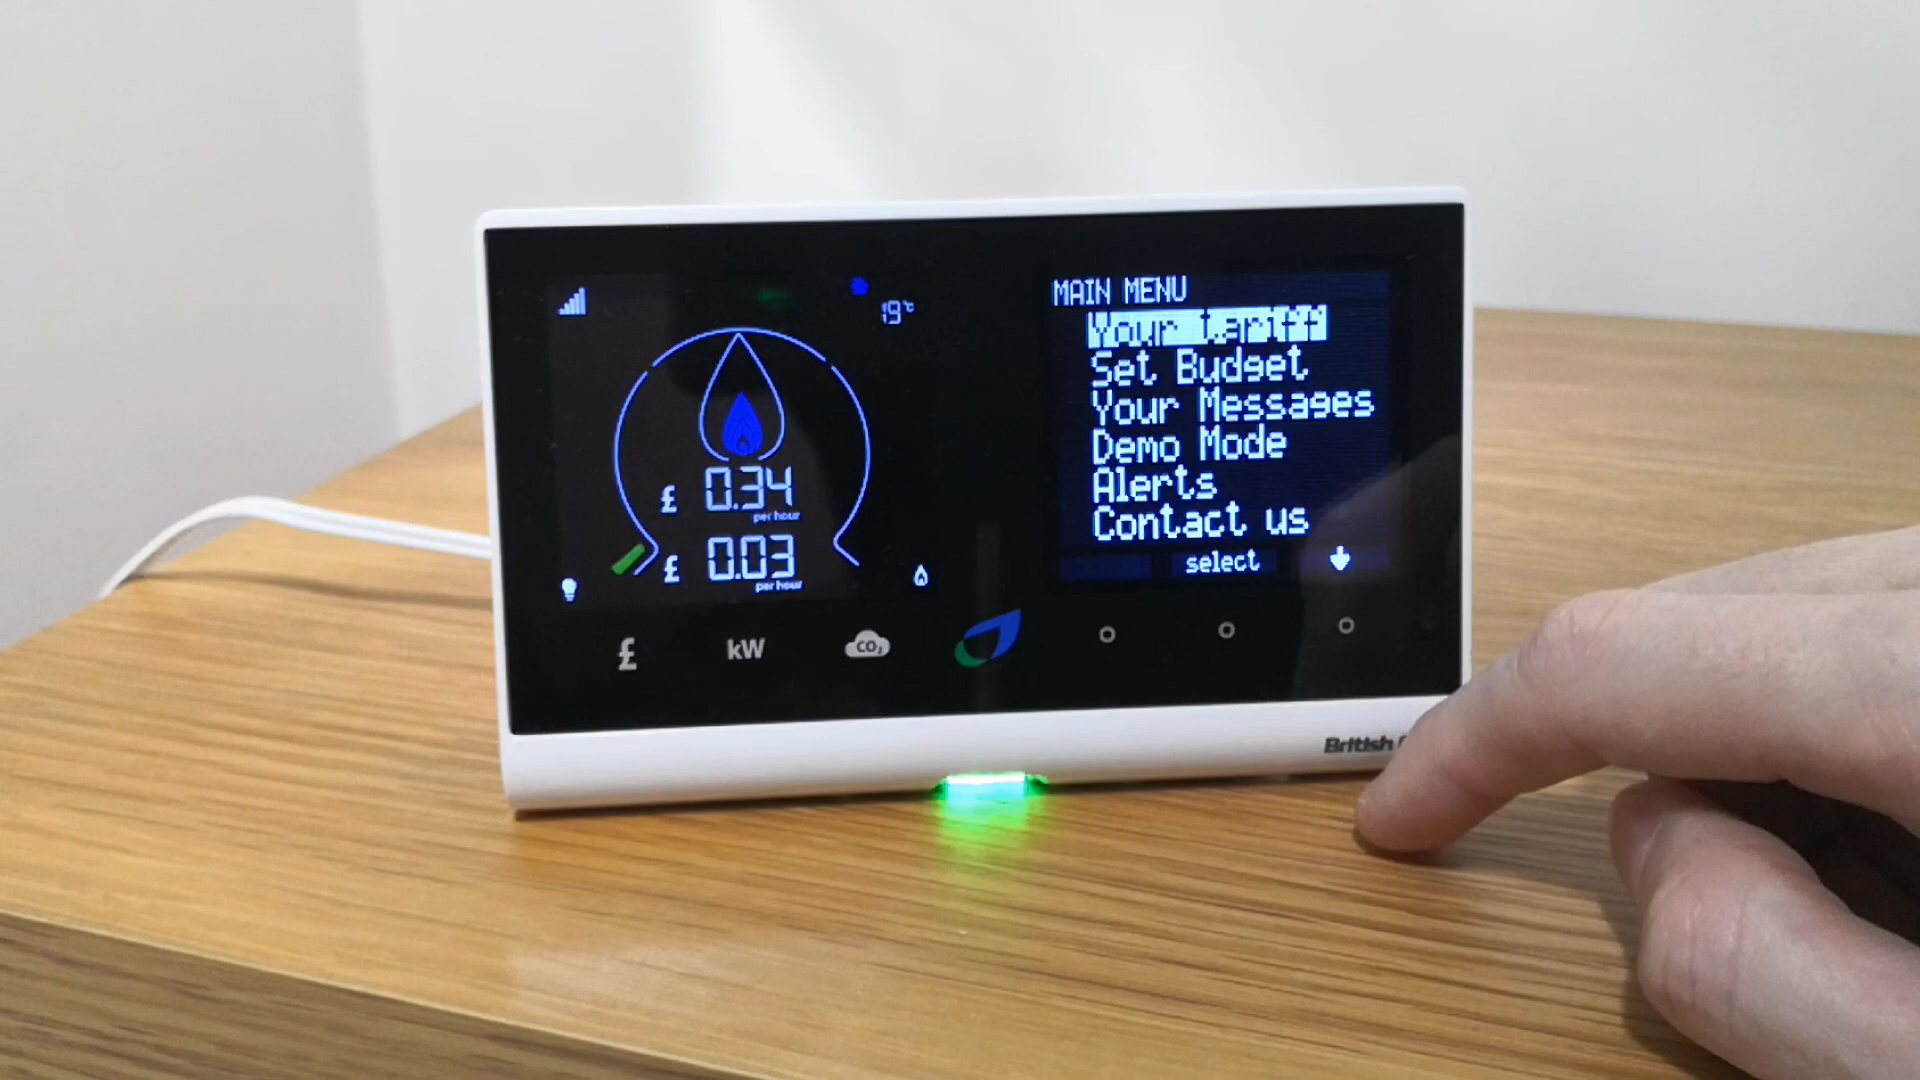 19°C
£ 0.34
per hour
£ 0.03
per hour
£
kW
CO₂
MAIN MENU
Your tariff
Set Budget
Your Messages
Demo Mode
Alerts
Contact us
select
British